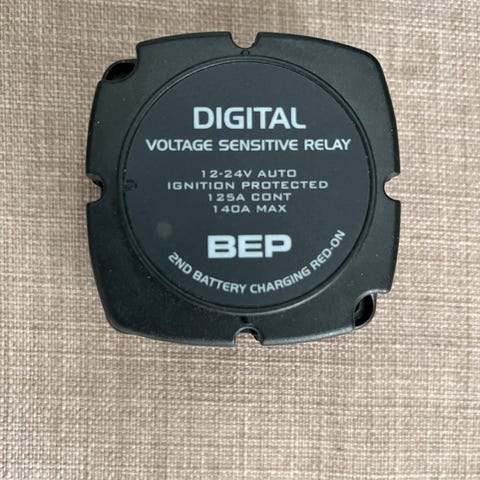 DIGITAL
VOLTAGE SENSITIVE RELAY
12-24V AUTO
IGNITION PROTECTED
125A CONT
140A MAX
BEP
2ND BATTERY CHARGING RED-ON